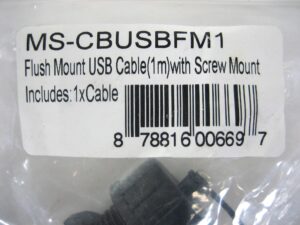 MS-CBUSBFM1
Flush Mount USB Cable(1m)with Screw Mount
Includes:1xCable
8 78816 00669 7